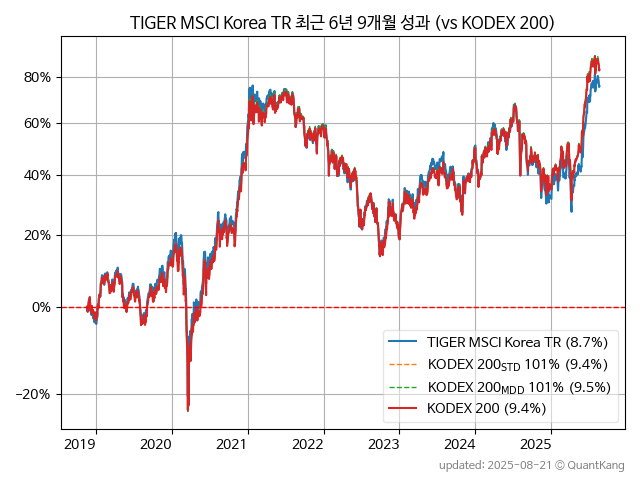 TIGER MSCI Korea TR 최근 6년 9개월 성과 (vs KODEX 200)
80%
60%
40%
20%
0%
−20%
TIGER MSCI Korea TR (8.7%)
KODEX 200STD 101% (9.4%)
KODEX 200MDD 101% (9.5%)
KODEX 200 (9.4%)
2019 2020 2021 2022 2023 2024 2025
updated: 2025-08-21 © QuantKang